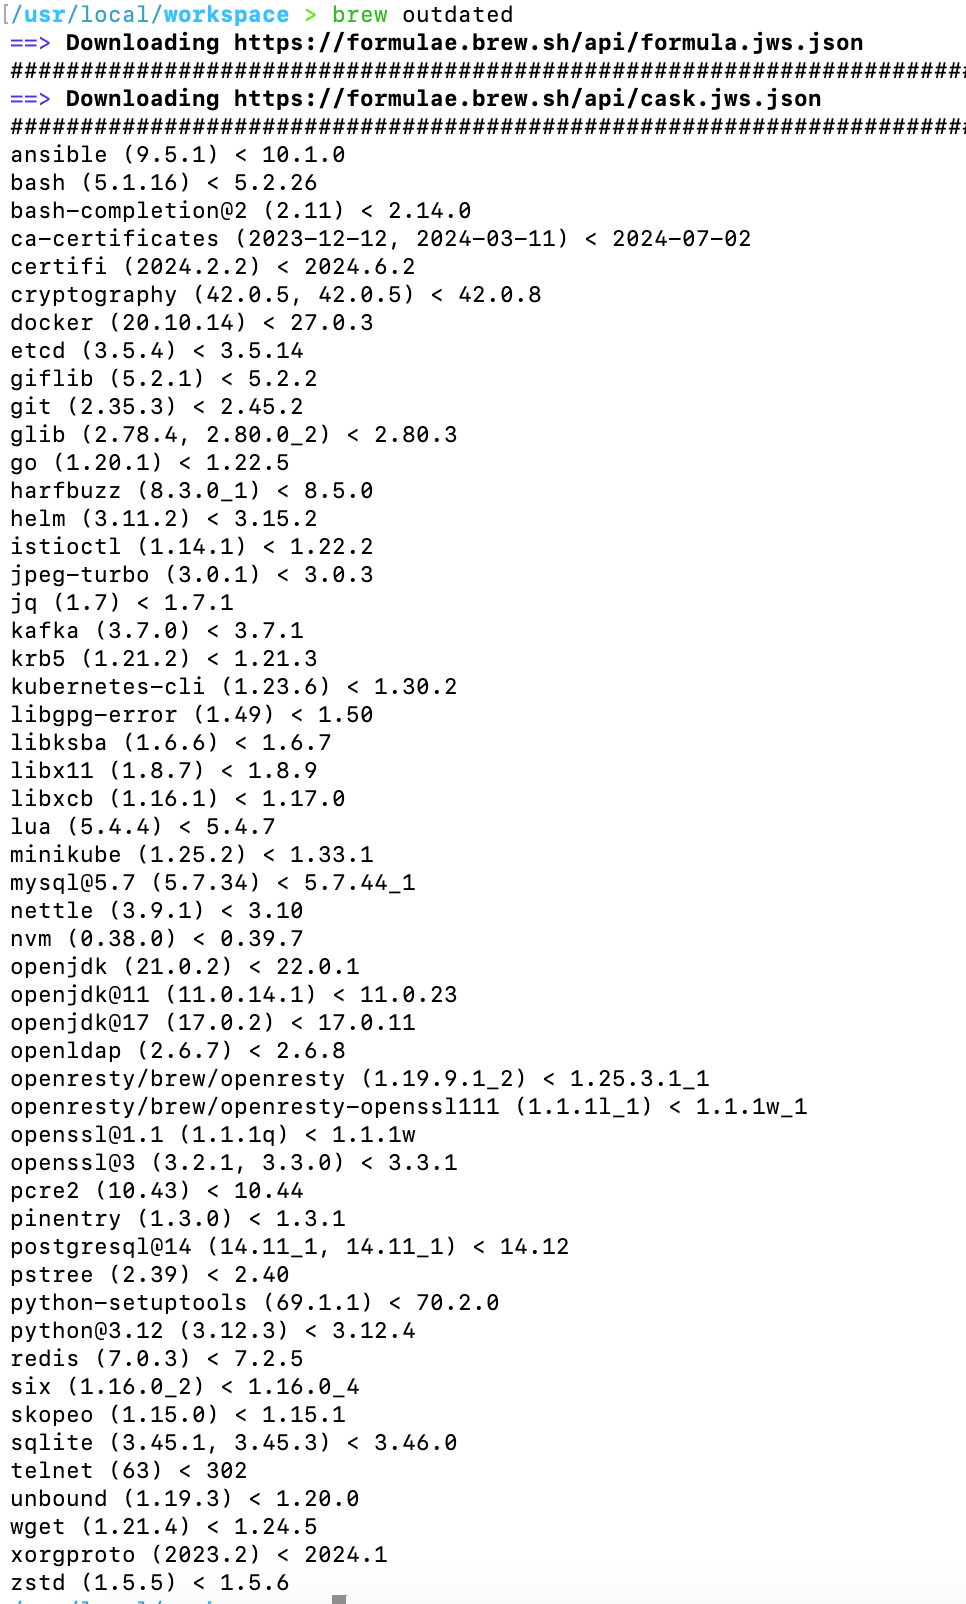 [/usr/local/workspace > brew outdated
==> Downloading https://formulae.brew.sh/api/formula.jws.json
#####################################################################
==> Downloading https://formulae.brew.sh/api/cask.jws.json
#####################################################################
ansible (9.5.1) < 10.1.0
bash (5.1.16) < 5.2.26
bash-completion@2 (2.11) < 2.14.0
ca-certificates (2023-12-12, 2024-03-11) < 2024-07-02
certifi (2024.2.2) < 2024.6.2
cryptography (42.0.5, 42.0.5) < 42.0.8
docker (20.10.14) < 27.0.3
etcd (3.5.4) < 3.5.14
giflib (5.2.1) < 5.2.2
git (2.35.3) < 2.45.2
glib (2.78.4, 2.80.0_2) < 2.80.3
go (1.20.1) < 1.22.5
harfbuzz (8.3.0_1) < 8.5.0
helm (3.11.2) < 3.15.2
istioctl (1.14.1) < 1.22.2
jpeg-turbo (3.0.1) < 3.0.3
jq (1.7) < 1.7.1
kafka (3.7.0) < 3.7.1
krb5 (1.21.2) < 1.21.3
kubernetes-cli (1.23.6) < 1.30.2
libgpg-error (1.49) < 1.50
libksba (1.6.6) < 1.6.7
libx11 (1.8.7) < 1.8.9
libxcb (1.16.1) < 1.17.0
lua (5.4.4) < 5.4.7
minikube (1.25.2) < 1.33.1
mysql@5.7 (5.7.34) < 5.7.44_1
nettle (3.9.1) < 3.10
nvm (0.38.0) < 0.39.7
openjdk (21.0.2) < 22.0.1
openjdk@11 (11.0.14.1) < 11.0.23
openjdk@17 (17.0.2) < 17.0.11
openldap (2.6.7) < 2.6.8
openresty/brew/openresty (1.19.9.1_2) < 1.25.3.1_1
openresty/brew/openresty-openssl111 (1.1.1l_1) < 1.1.1w_1
openssl@1.1 (1.1.1q) < 1.1.1w
openssl@3 (3.2.1, 3.3.0) < 3.3.1
pcre2 (10.43) < 10.44
pinentry (1.3.0) < 1.3.1
postgresql@14 (14.11_1, 14.11_1) < 14.12
pstree (2.39) < 2.40
python-setuptools (69.1.1) < 70.2.0
python@3.12 (3.12.3) < 3.12.4
redis (7.0.3) < 7.2.5
six (1.16.0_2) < 1.16.0_4
skopeo (1.15.0) < 1.15.1
sqlite (3.45.1, 3.45.3) < 3.46.0
telnet (63) < 302
unbound (1.19.3) < 1.20.0
wget (1.21.4) < 1.24.5
xorgproto (2023.2) < 2024.1
zstd (1.5.5) < 1.5.6